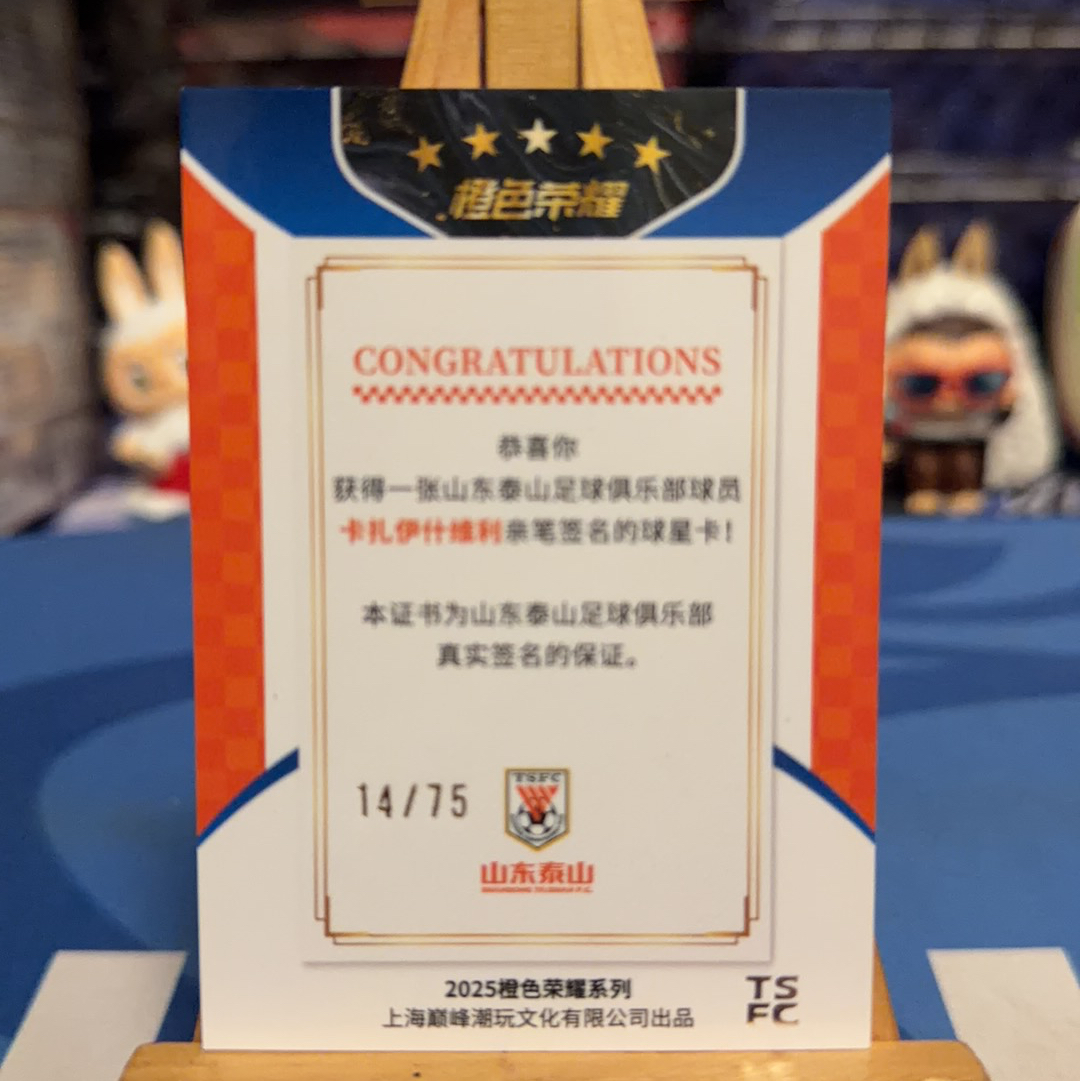 橙色荣耀
CONGRATULATIONS
恭喜你
获得一张山东泰山足球俱乐部球员
卡扎伊什维利亲笔签名的球星卡!
本证书为山东泰山足球俱乐部
真实签名的保证。
14/75
TSFC
山东泰山
2025橙色荣耀系列
上海巅峰潮玩文化有限公司出品
TS
FC